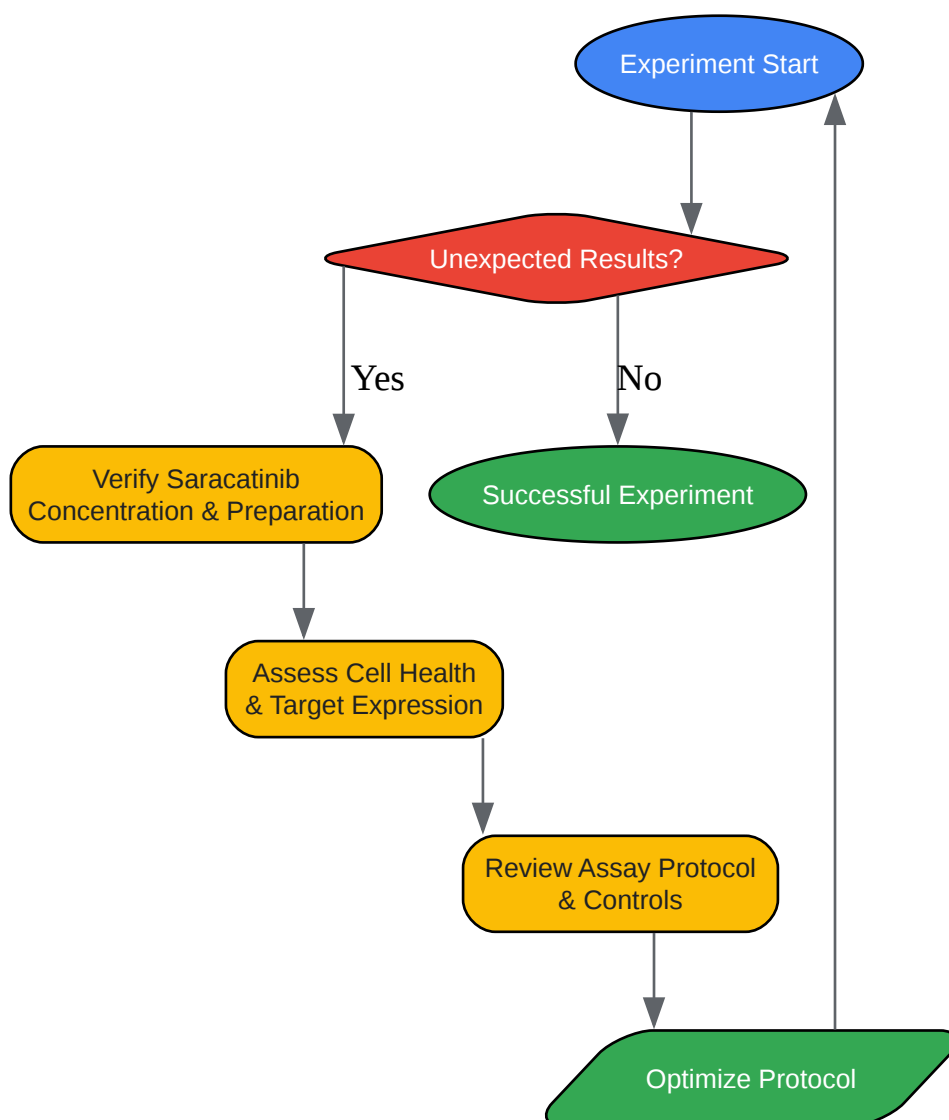 Experiment Start
Unexpected Results?
Yes
No
Verify Saracatinib
Concentration & Preparation
Successful Experiment
Assess Cell Health
& Target Expression
Review Assay Protocol
& Controls
Optimize Protocol